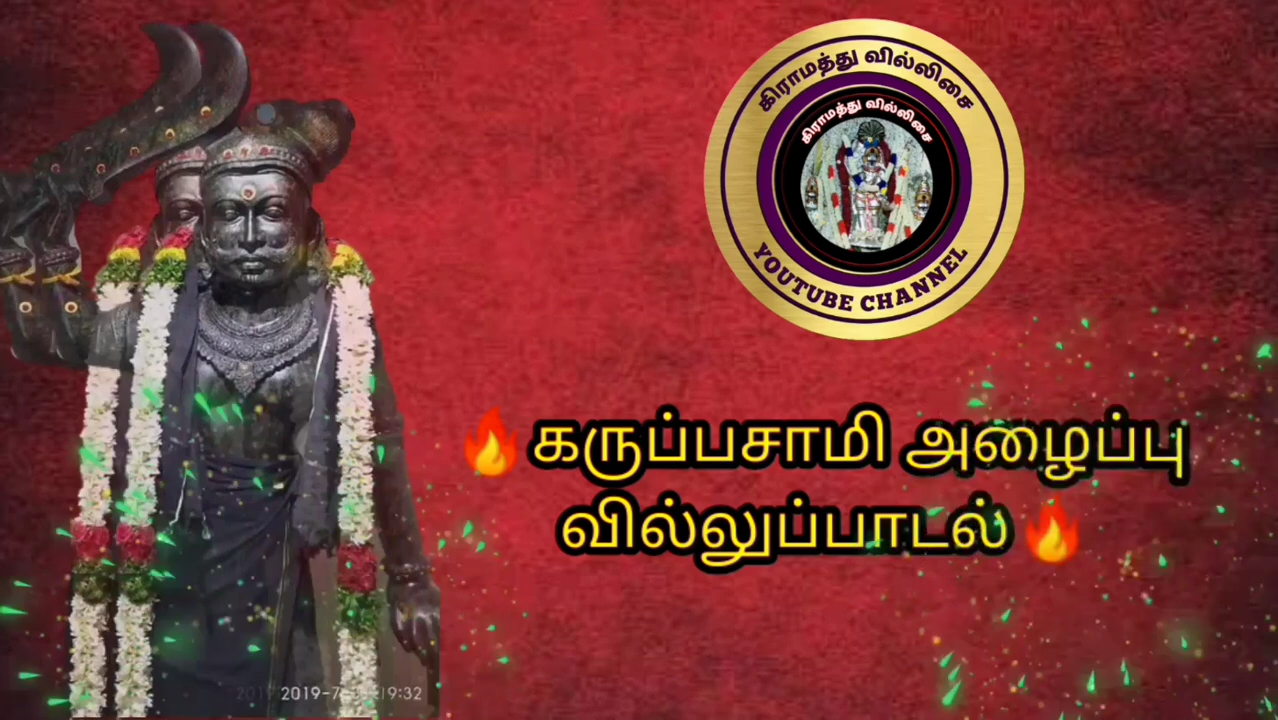 கிராமத்து வில்லிசை
கிராமத்து வில்லிசை
YOUTUBE CHANNEL
🔥கருப்பசாமி அழைப்பு
வில்லுப்பாடல்🔥
2019-7 19:32